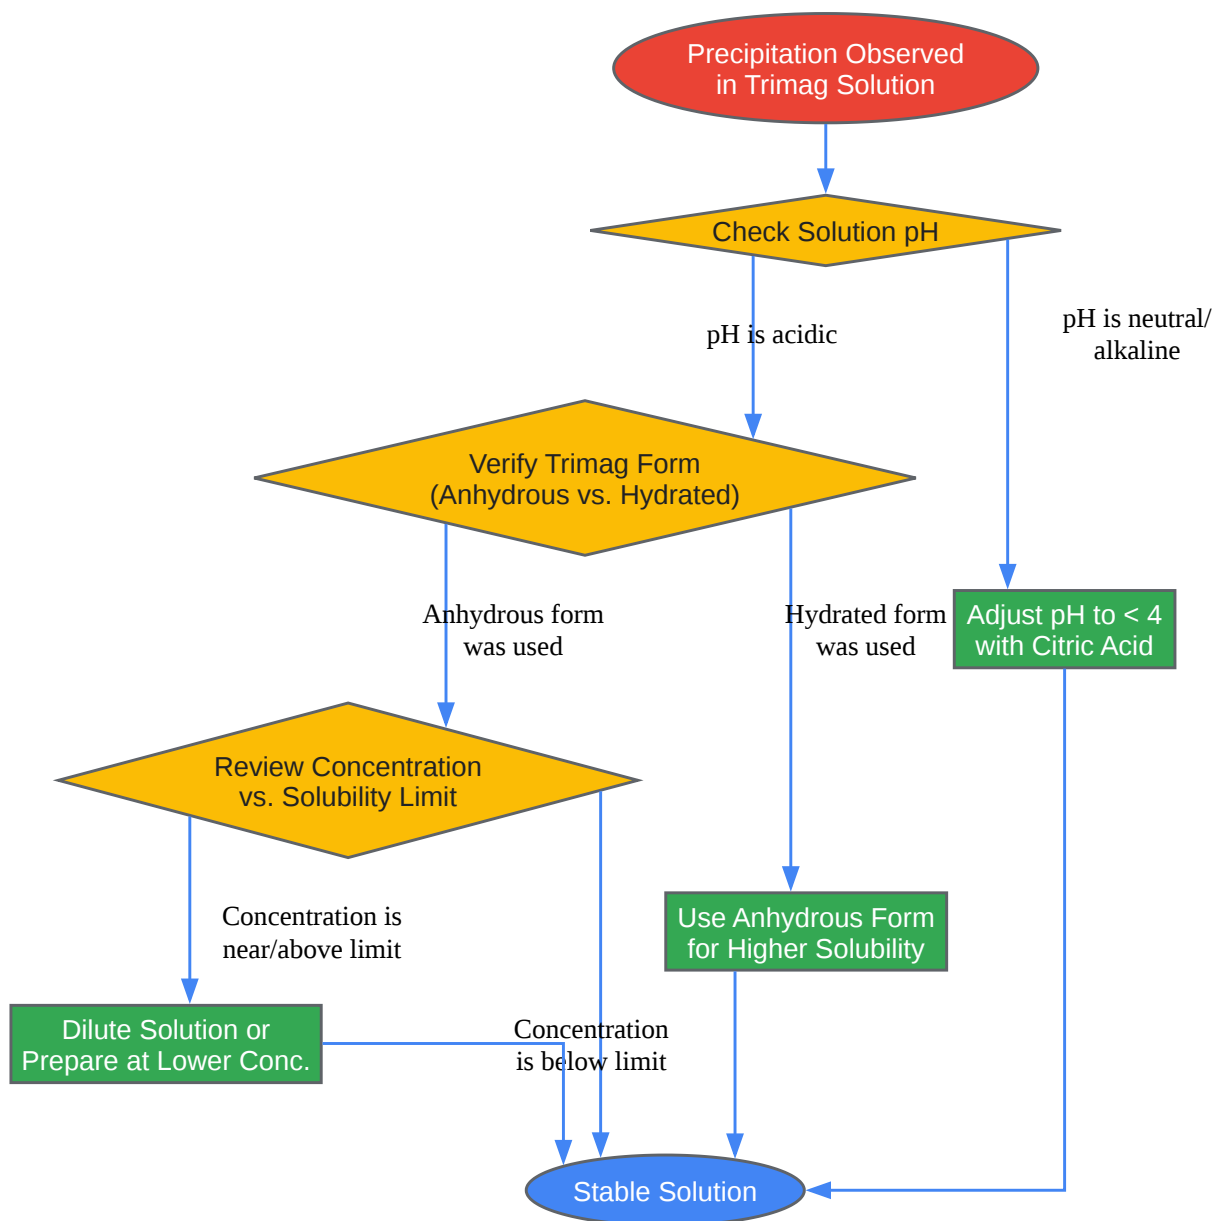 Precipitation Observed
in Trimag Solution
Check Solution pH
pH is acidic
pH is neutral/
alkaline
Verify Trimag Form
(Anhydrous vs. Hydrated)
Anhydrous form
was used
Hydrated form
was used
Adjust pH to < 4
with Citric Acid
Review Concentration
vs. Solubility Limit
Concentration is
near/above limit
Use Anhydrous Form
for Higher Solubility
Dilute Solution or
Prepare at Lower Conc.
Concentration
is below limit
Stable Solution